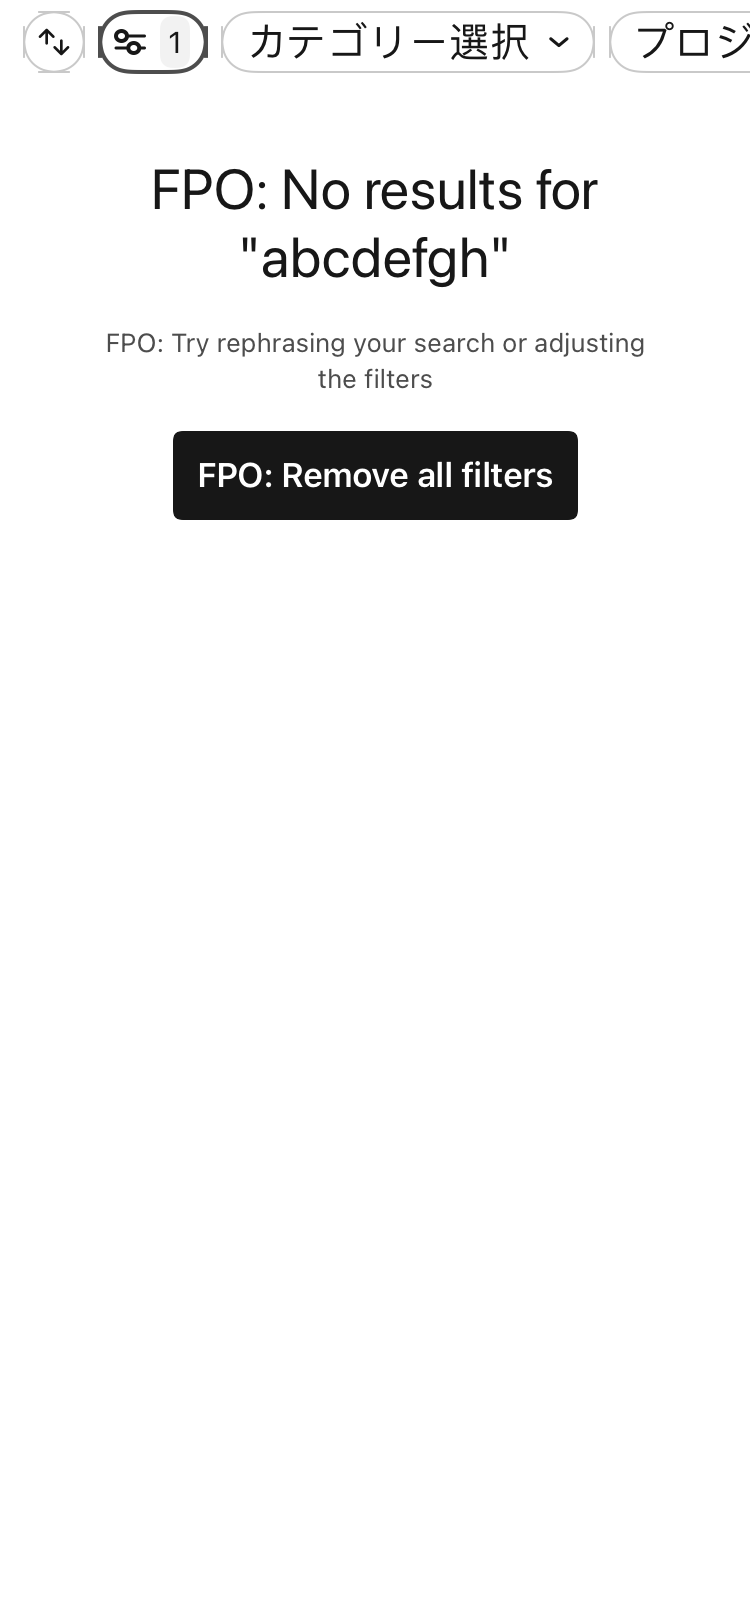 1 カテゴリー選択 プロジ
FPO: No results for
"abcdefgh"
FPO: Try rephrasing your search or adjusting
the filters
FPO: Remove all filters